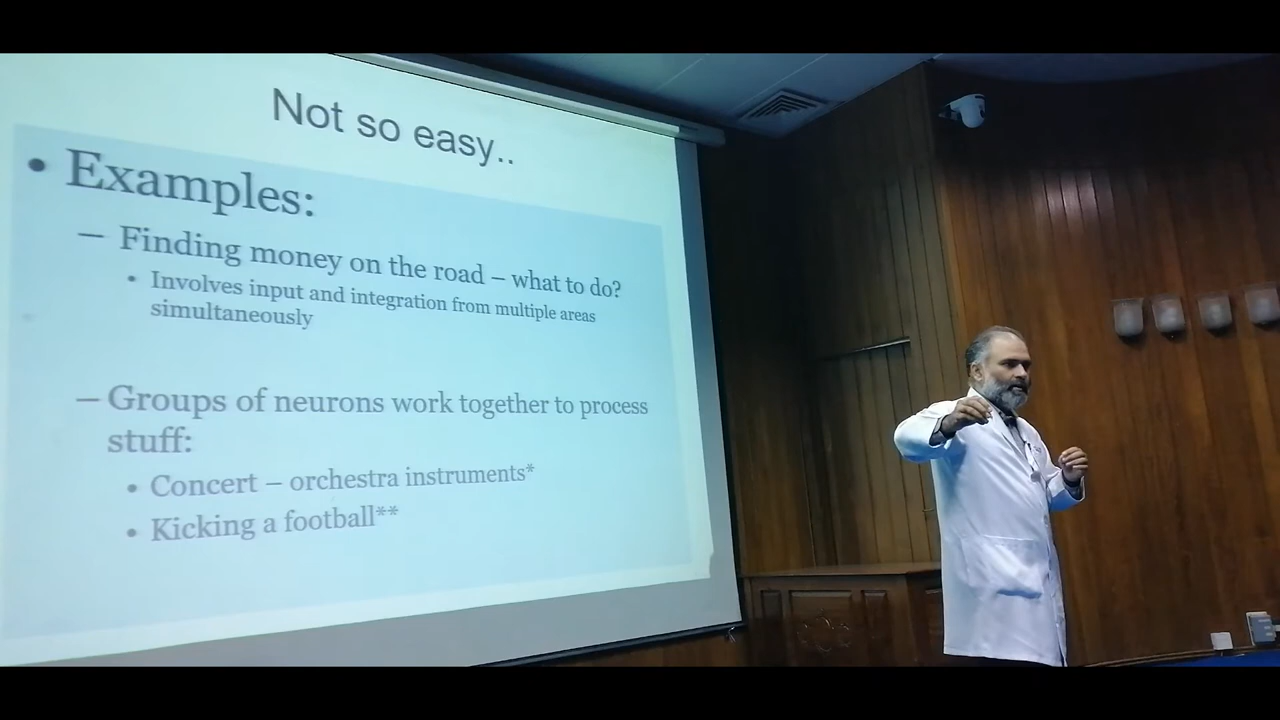 Not so easy..
• Examples:
– Finding money on the road – what to do?
• Involves input and integration from multiple areas
simultaneously
– Groups of neurons work together to process
stuff:
• Concert – orchestra instruments*
• Kicking a football**